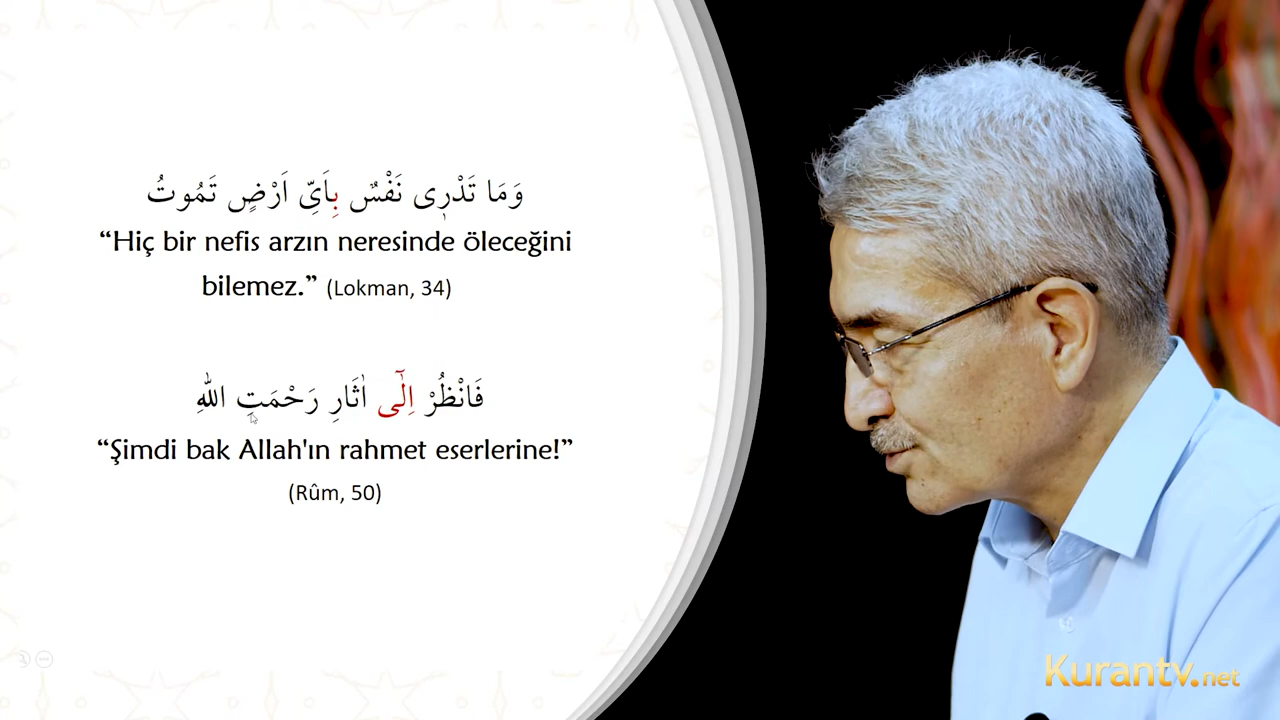 وَمَا تَدْرٖى نَفْسٌ بِاَىِّ اَرْضٍ تَمُوتُ
“Hiç bir nefis arzın neresinde öleceğini
bilemez.” (Lokman, 34)
فَانْظُرْ اِلٰٓى اٰثَارِ رَحْمَتِ اللّٰهِ
“Şimdi bak Allah'ın rahmet eserlerine!”
(Rûm, 50)
Kurantv.net